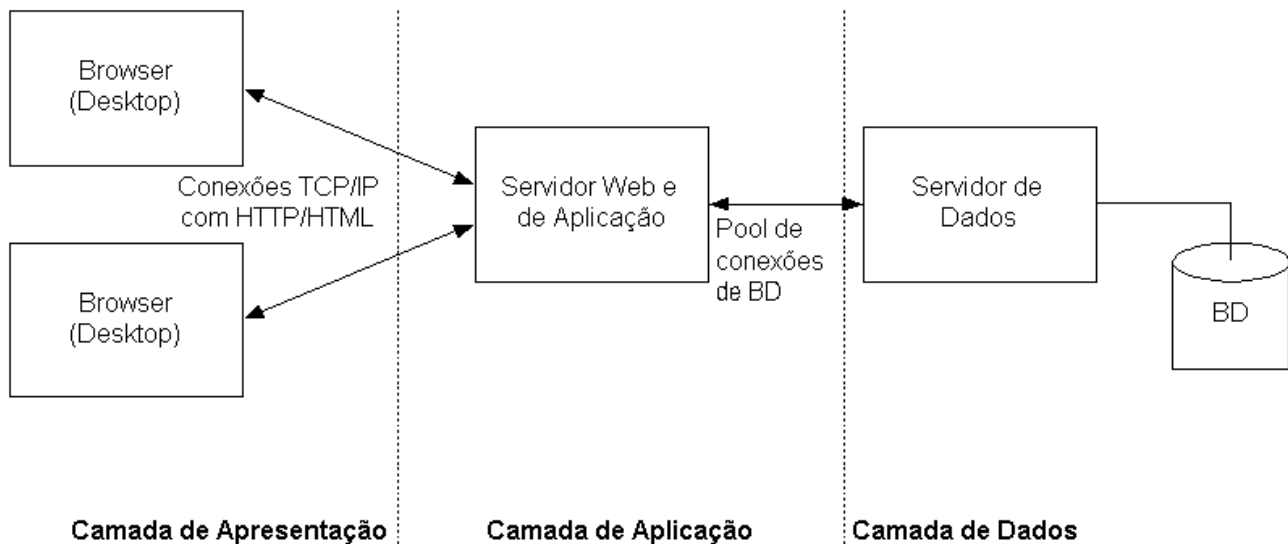 Browser
(Desktop)
Conexões TCP/IP
com HTTP/HTML
Browser
(Desktop)
Servidor Web e
de Aplicação
Pool de
conexões
de BD
Servidor de
Dados
BD
Camada de Apresentação
Camada de Aplicação
Camada de Dados